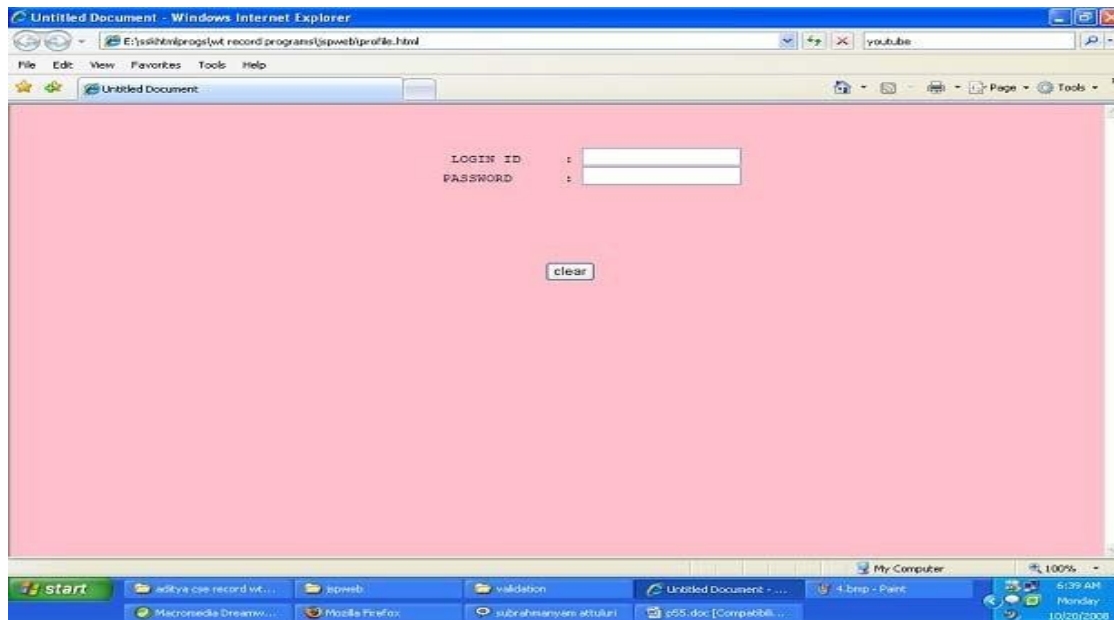 Untitled Document - Windows Internet Explorer
E:\sskhtmlprogs\wt record programs\jspweb\profile.html
youtube
File Edit View Favorites Tools Help
Untitled Document
Page Tools
LOGIN ID :
PASSWORD :
clear
My Computer
100%
start
aditya cse record wt...
jspweb
validation
Untitled Document - ...
4.bmp - Paint
6:39 AM
Macromedia Dreamw...
Mozilla Firefox
subrahmanyam attuluri
p55.doc [Compatibili...
Monday
10/20/2008